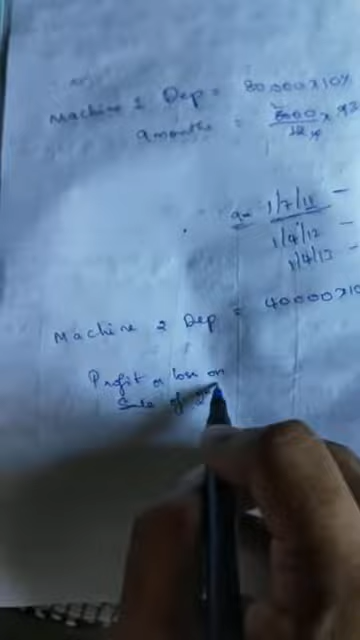 Machine 1 Dep = 80,000 x 10%
9 months = 8000 x
12
a = 1/7/11 -
1/4/12 -
1/4/13 -
Machine 2 Dep = 40000 x 10
Profit or loss on
Sale of